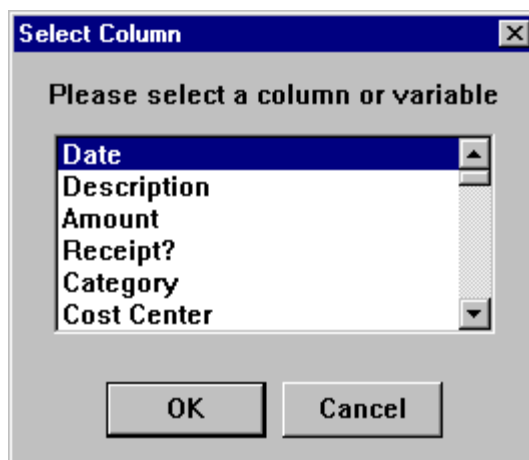 Select Column
Please select a column or variable
Date
Description
Amount
Receipt?
Category
Cost Center
OK
Cancel